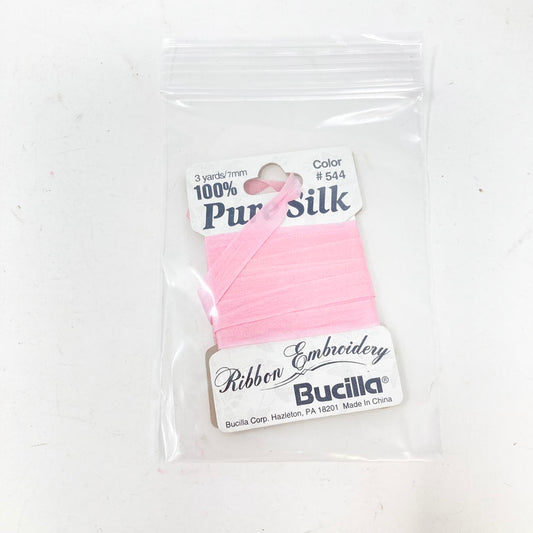 3 yards/7mm
Color
100%
# 544
Pur Silk
Ribbon Embroidery
Bucilla®
Bucilla Corp. Hazleton, PA 18201 Made In China